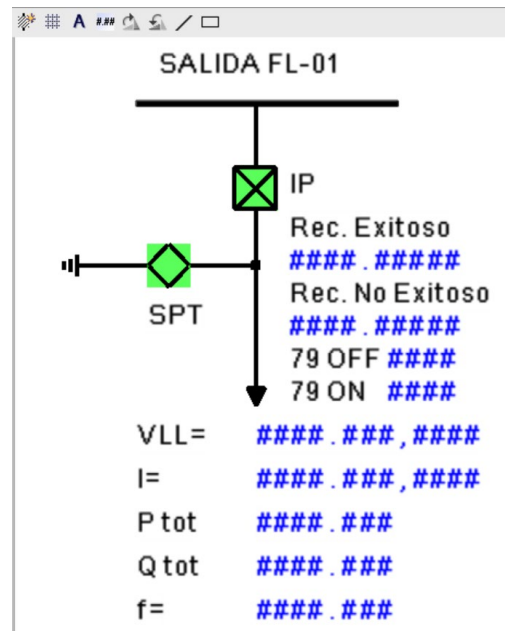 A #.##
SALIDA FL-01
IP
Rec. Exitoso
####.#####
Rec. No Exitoso
####.#####
SPT
79 OFF ####
79 ON ####
VLL= ####.###,####
I= ####.###,####
P tot ####.###
Q tot ####.###
f= ####.###